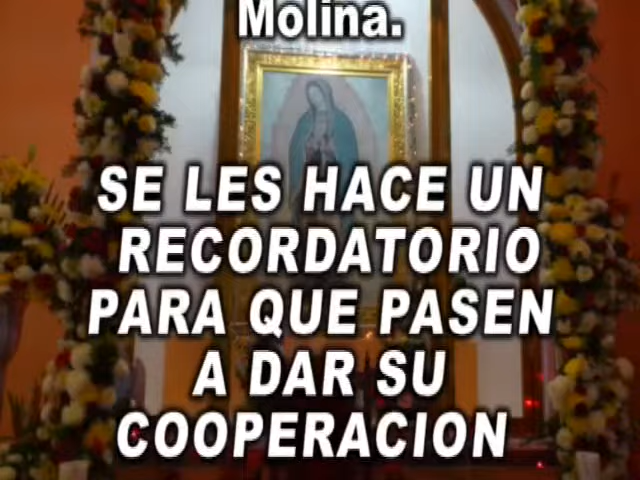 Molina.
SE LES HACE UN
RECORDATORIO
PARA QUE PASEN
A DAR SU
COOPERACION